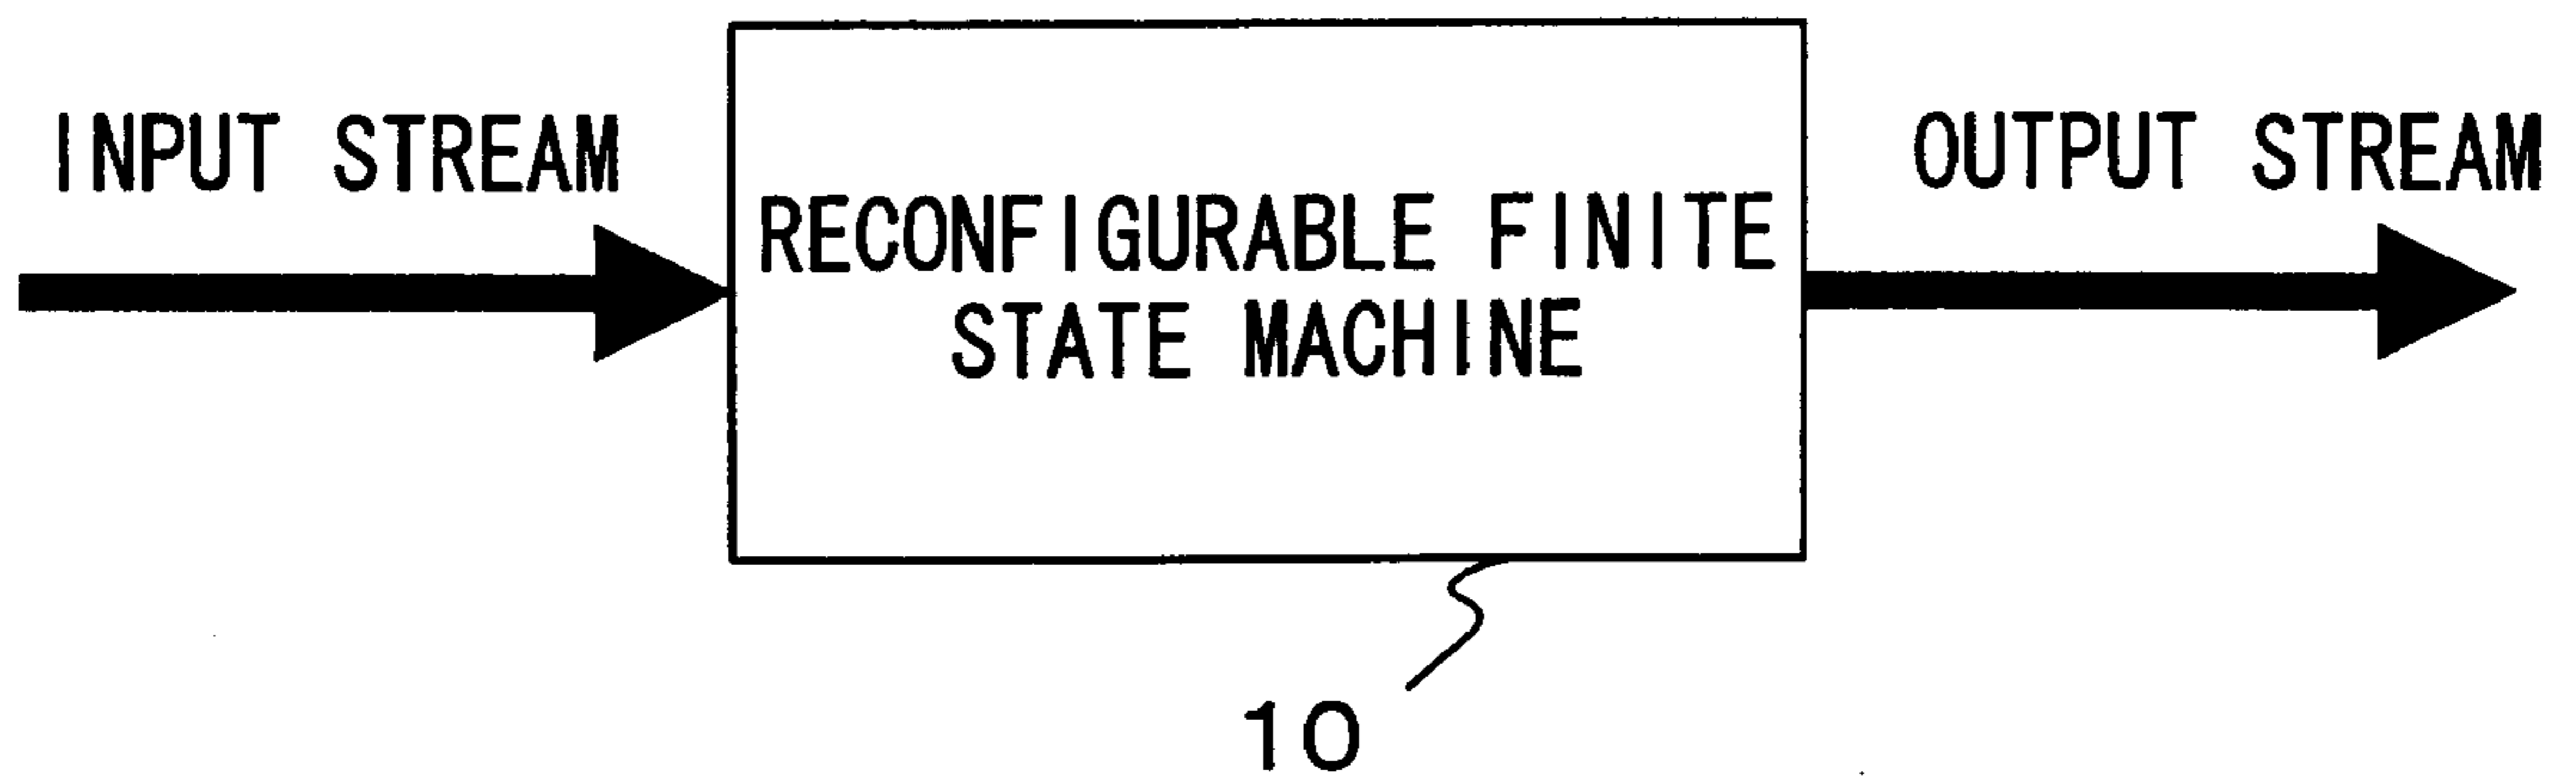 INPUT STREAM
RECONFIGURABLE FINITE
STATE MACHINE
OUTPUT STREAM
10